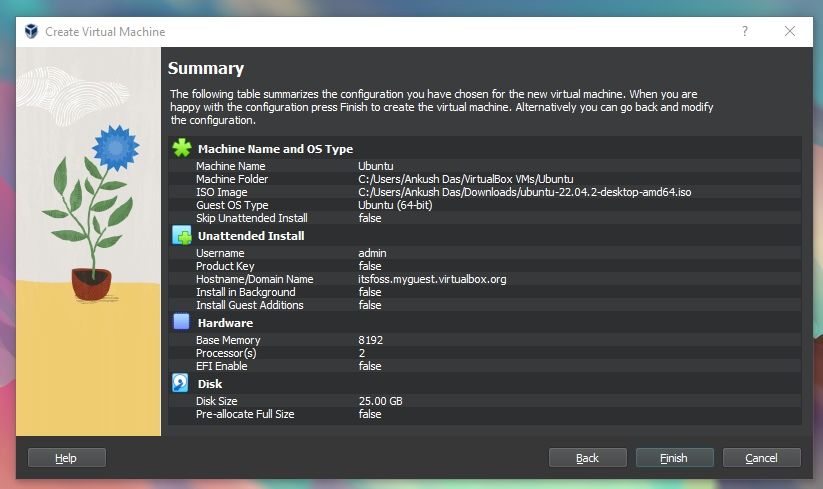 Create Virtual Machine
?
Summary
The following table summarizes the configuration you have chosen for the new virtual machine. When you are
happy with the configuration press Finish to create the virtual machine. Alternatively you can go back and modify
the configuration.
Machine Name and OS Type
Machine Name Ubuntu
Machine Folder C:/Users/Ankush Das/VirtualBox VMs/Ubuntu
ISO Image C:/Users/Ankush Das/Downloads/ubuntu-22.04.2-desktop-amd64.iso
Guest OS Type Ubuntu (64-bit)
Skip Unattended Install false
Unattended Install
Username admin
Product Key false
Hostname/Domain Name itsfoss.myguest.virtualbox.org
Install in Background false
Install Guest Additions false
Hardware
Base Memory 8192
Processor(s) 2
EFI Enable false
Disk
Disk Size 25.00 GB
Pre-allocate Full Size false
Help Back Finish Cancel